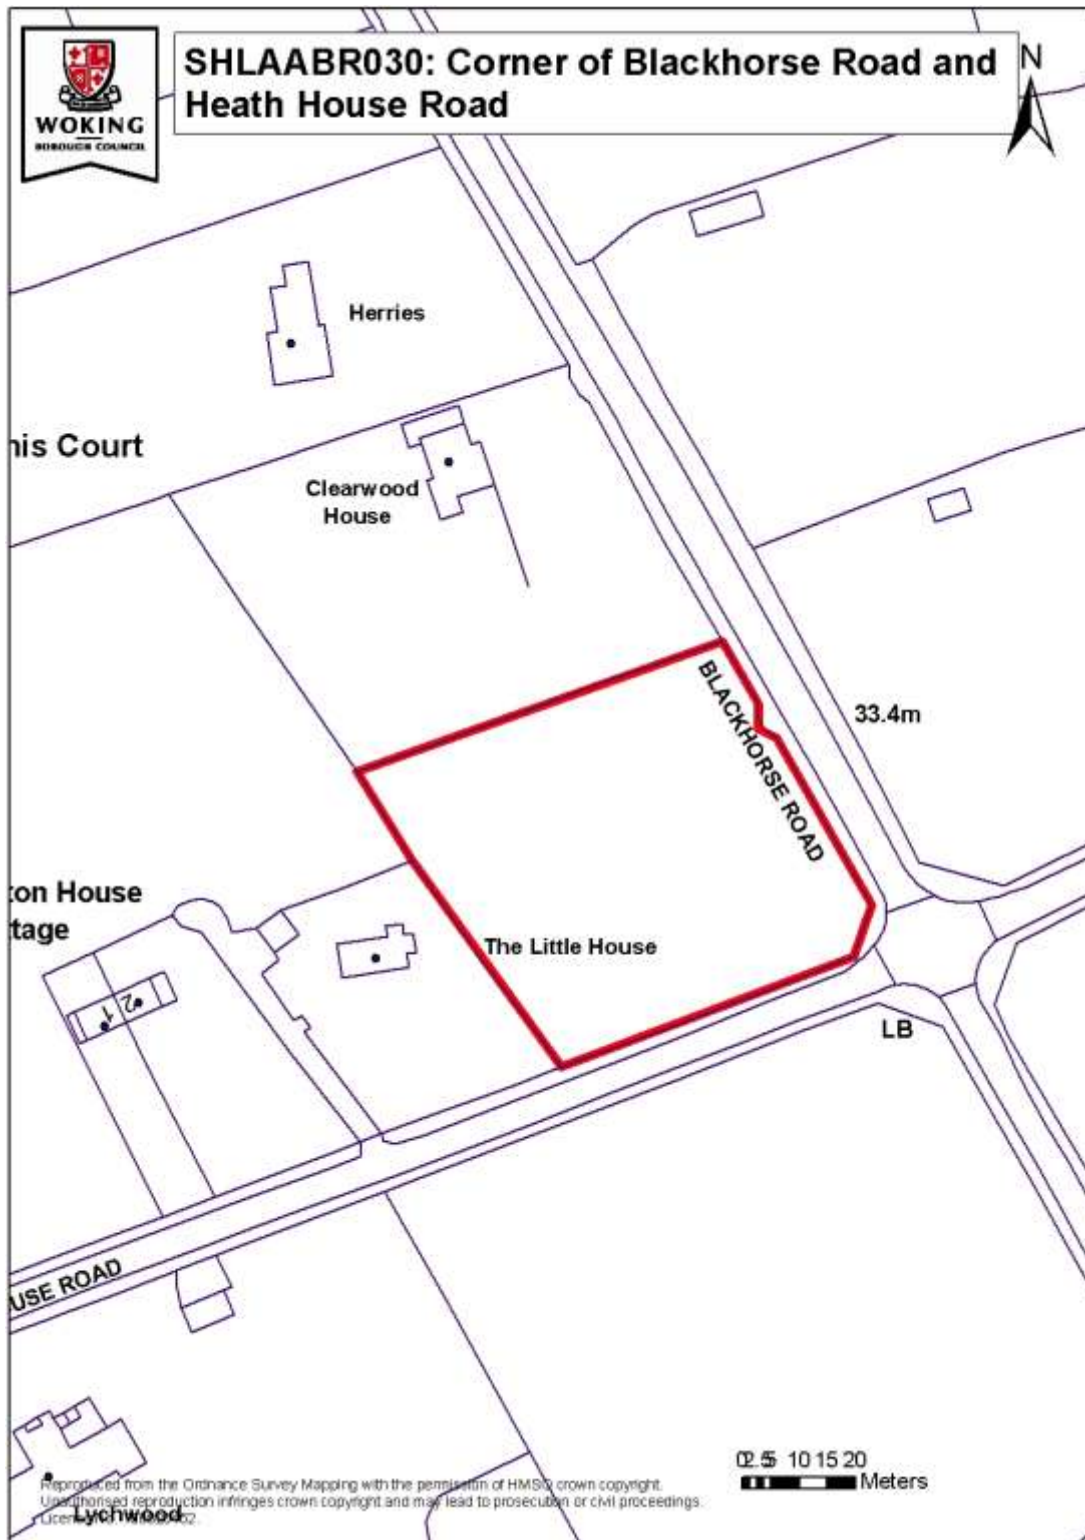 SHLAABR030: Corner of Blackhorse Road and
Heath House Road
N
WOKING
BOROUGH COUNCIL
Herries
nis Court
Clearwood
House
BLACKHORSE ROAD
33.4m
ton House
tage
The Little House
2
1
LB
USE ROAD
0 2.5 5 10 15 20
Meters
Reproduced from the Ordnance Survey Mapping with the permission of HMSO crown copyright.
Unauthorised reproduction infringes crown copyright and may lead to prosecution or civil proceedings.
Lychwood